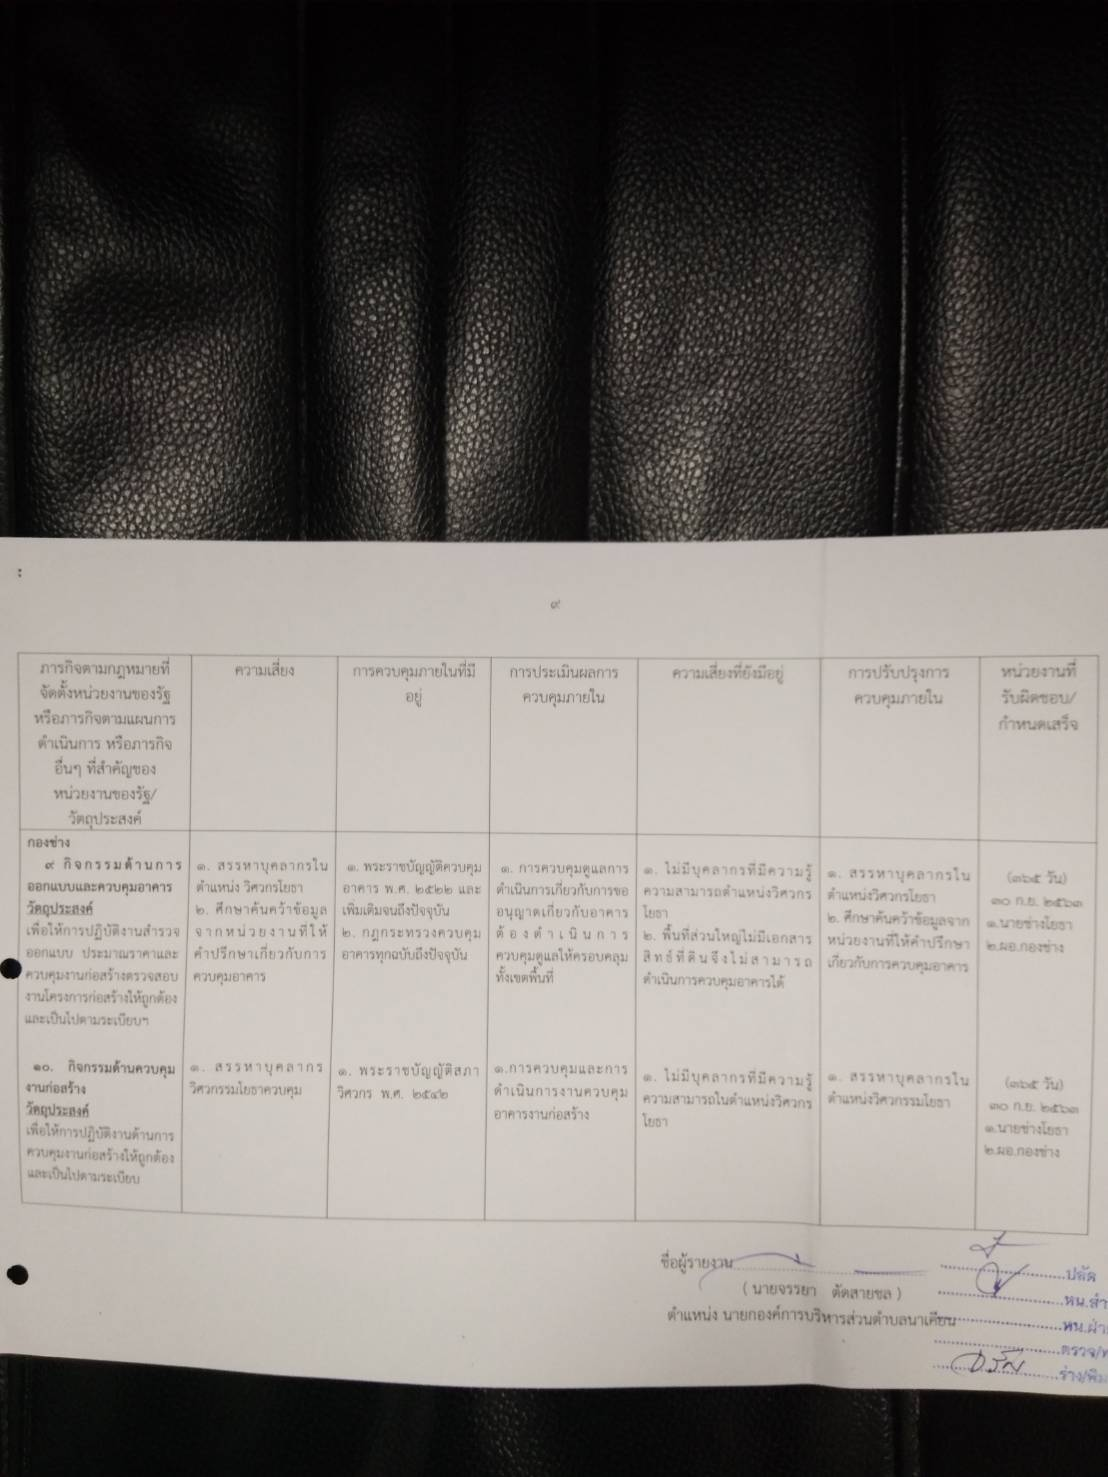 ๙
ภารกิจตามกฎหมายที่
จัดตั้งหน่วยงานของรัฐ
หรือภารกิจตามแผนการ
ดำเนินการ หรือภารกิจ
อื่นๆ ที่สำคัญของ
หน่วยงานของรัฐ/
วัตถุประสงค์
ความเสี่ยง
การควบคุมภายในที่มี
อยู่
การประเมินผลการ
ควบคุมภายใน
ความเสี่ยงที่ยังมีอยู่
การปรับปรุงการ
ควบคุมภายใน
หน่วยงานที่
รับผิดชอบ/
กำหนดเสร็จ
กองช่าง
๙ กิจกรรมด้านการ
ออกแบบและควบคุมอาคาร
วัตถุประสงค์
เพื่อให้การปฏิบัติงานสำรวจ
ออกแบบ ประมาณราคาและ
ควบคุมงานก่อสร้างตรวจสอบ
งานโครงการก่อสร้างให้ถูกต้อง
และเป็นไปตามระเบียบฯ
๑. สรรหาบุคลากรใน
ตำแหน่ง วิศวกรโยธา
๒. ศึกษาค้นคว้าข้อมูล
จากหน่วยงานที่ให้
คำปรึกษาเกี่ยวกับการ
ควบคุมอาคาร
๑. พระราชบัญญัติควบคุม
อาคาร พ.ศ. ๒๕๒๒ และ
เพิ่มเติมจนถึงปัจจุบัน
๒. กฎกระทรวงควบคุม
อาคารทุกฉบับถึงปัจจุบัน
๑. การควบคุมดูแลการ
ดำเนินการเกี่ยวกับการขอ
อนุญาตเกี่ยวกับอาคาร
ต้องดำเนินการ
ควบคุมดูแลให้ครอบคลุม
ทั้งเขตพื้นที่
๑. ไม่มีบุคลากรที่มีความรู้
ความสามารถตำแหน่งวิศวกร
โยธา
๒. พื้นที่ส่วนใหญ่ไม่มีเอกสาร
สิทธ์ที่ดินจึงไม่สามารถ
ดำเนินการควบคุมอาคารได้
๑. สรรหาบุคลากรใน
ตำแหน่งวิศวกรโยธา
๒. ศึกษาค้นคว้าข้อมูลจาก
หน่วยงานที่ให้คำปรึกษา
เกี่ยวกับการควบคุมอาคาร
(๓๖๕ วัน)
๓๐ ก.ย. ๒๕๖๓
๑.นายช่างโยธา
๒.ผอ.กองช่าง
๑๐. กิจกรรมด้านควบคุม
งานก่อสร้าง
วัตถุประสงค์
เพื่อให้การปฏิบัติงานด้านการ
ควบคุมงานก่อสร้างให้ถูกต้อง
และเป็นไปตามระเบียบ
๑. สรรหาบุคลากร
วิศวกรรมโยธาควบคุม
๑. พระราชบัญญัติสภา
วิศวกร พ.ศ. ๒๕๔๒
๑.การควบคุมและการ
ดำเนินการงานควบคุม
อาคารงานก่อสร้าง
๑. ไม่มีบุคลากรที่มีความรู้
ความสามารถในตำแหน่งวิศวกร
โยธา
๑. สรรหาบุคลากรใน
ตำแหน่งวิศวกรรมโยธา
(๓๖๕ วัน)
๓๐ ก.ย. ๒๕๖๓
๑.นายช่างโยธา
๒.ผอ.กองช่าง
ชื่อผู้รายงาน
( นายจรรยา ตัดสายชล )
ตำแหน่ง นายกองค์การบริหารส่วนตำบลนาเคียน
ปลัด
หน.สำ
หน.ฝ่า
ตรวจ/ท
ร่าง/พิม